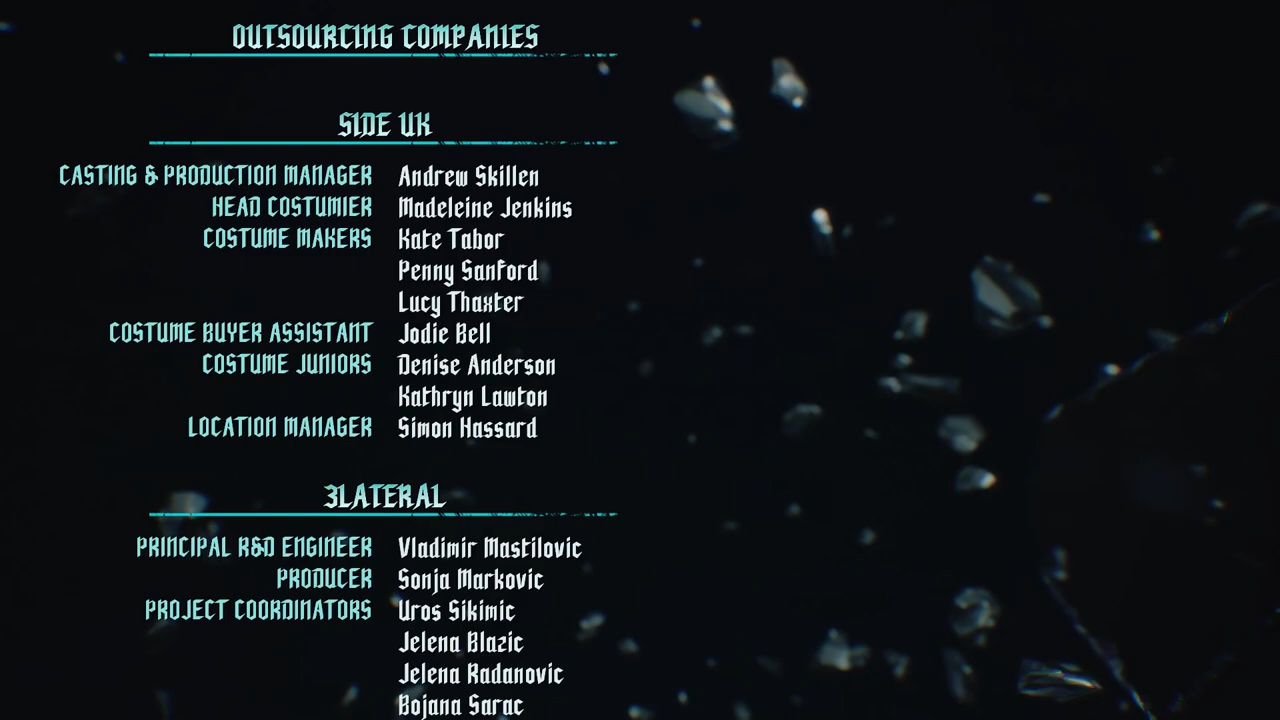 OUTSOURCING COMPANIES
SIDE UK
CASTING & PRODUCTION MANAGER Andrew Skillen
HEAD COSTUMIER Madeleine Jenkins
COSTUME MAKERS Kate Tabor
Penny Sanford
Lucy Thaxter
COSTUME BUYER ASSISTANT Jodie Bell
COSTUME JUNIORS Denise Anderson
Kathryn Lawton
LOCATION MANAGER Simon Hassard
3LATERAL
PRINCIPAL R&D ENGINEER Vladimir Mastilovic
PRODUCER Sonja Markovic
PROJECT COORDINATORS Uros Sikimic
Jelena Blazic
Jelena Radanovic
Bojana Sarac